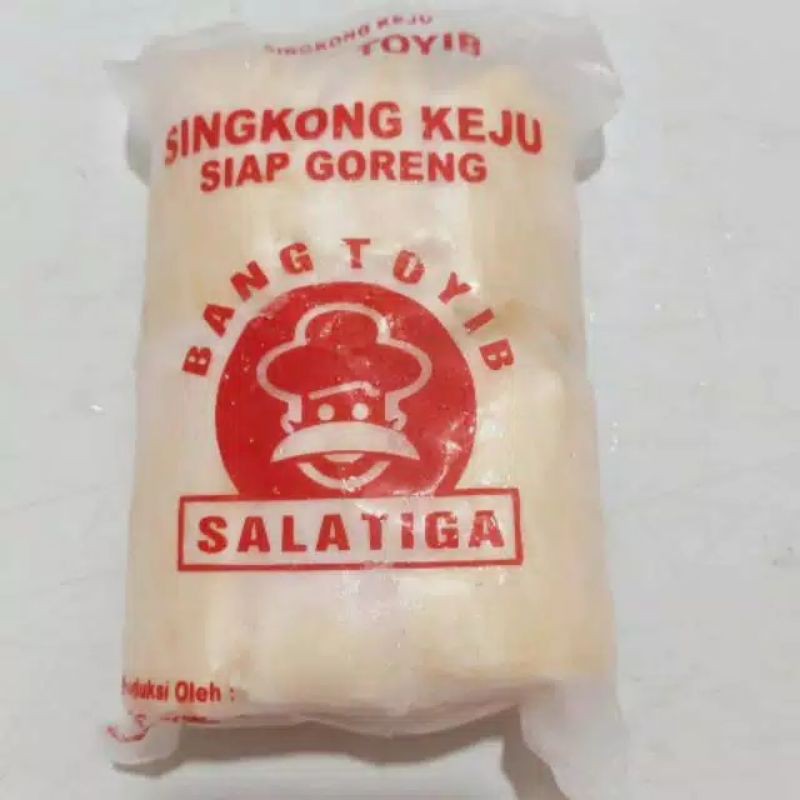 SINGKONG KEJU
TOYIB
SINGKONG KEJU
SIAP GORENG
BANG TOYIB
SALATIGA
Oleh :